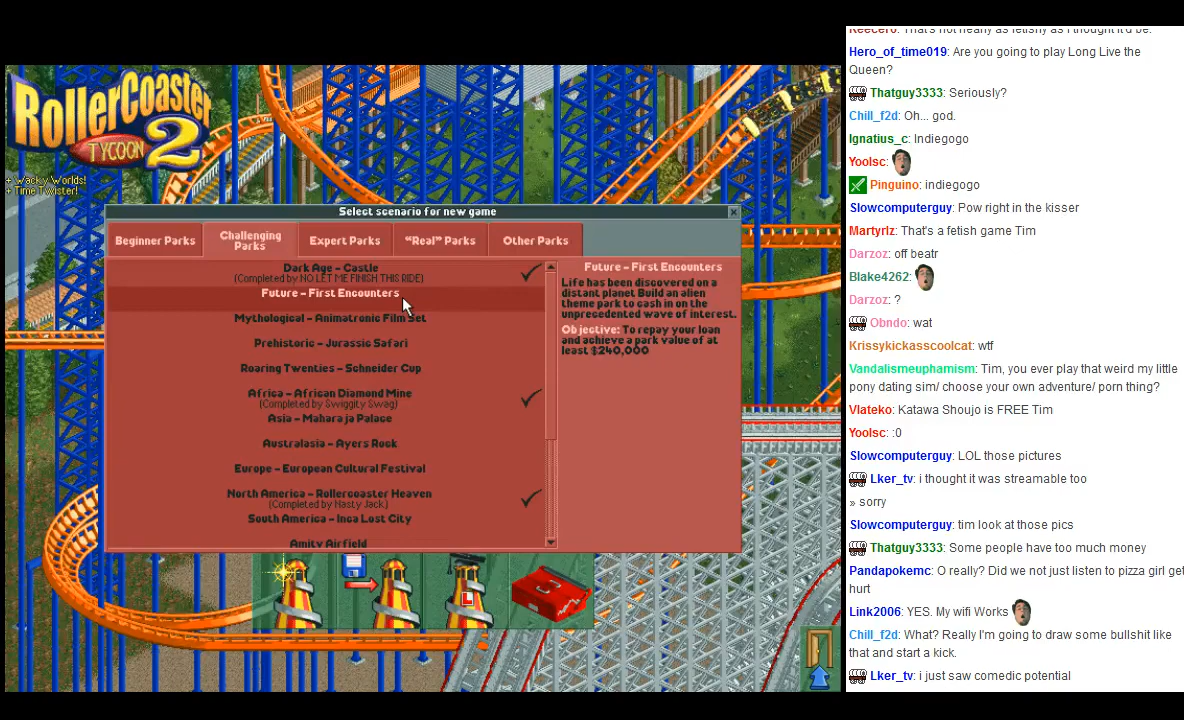 RollerCoaster
TYCOON 2
+ Wacky Worlds!
+ Time Twister!
Select scenario for new game
Beginner Parks
Challenging
Parks
Expert Parks
"Real" Parks
Other Parks
Dark Age - Castle
(Completed by NO LET ME FINISH THIS RIDE)
Future - First Encounters
Mythological - Animatronic Film Set
Prehistoric - Jurassic Safari
Roaring Twenties - Schneider Cup
Africa - African Diamond Mine
(Completed by Swiggity Swag)
Asia - Maharaja Palace
Australasia - Ayers Rock
Europe - European Cultural Festival
North America - Rollercoaster Heaven
(Completed by Nasty Jack)
South America - Inca Lost City
Amity Airfield
Future - First Encounters
Life has been discovered on a
distant planet Build an alien
theme park to cash in on the
unprecedented wave of interest.
Objective: To repay your loan
and achieve a park value of at
least $240,000
Keecero: That's not nearly as fetishy as I thought it'd be.
Hero_of_time019: Are you going to play Long Live the
Queen?
Thatguy3333: Seriously?
Chill_f2d: Oh... god.
Ignatius_c: Indiegogo
Yoolsc:
Pinguino: indiegogo
Slowcomputerguy: Pow right in the kisser
Martyrlz: That's a fetish game Tim
Darzoz: off beatr
Blake4262:
Darzoz: ?
Obndo: wat
Krissykickasscoolcat: wtf
Vandalismeuphamism: Tim, you ever play that weird my little
pony dating sim/ choose your own adventure/ porn thing?
Vlateko: Katawa Shoujo is FREE Tim
Yoolsc: :0
Slowcomputerguy: LOL those pictures
Lker_tv: i thought it was streamable too
» sorry
Slowcomputerguy: tim look at those pics
Thatguy3333: Some people have too much money
Pandapokemc: O really? Did we not just listen to pizza girl get
hurt
Link2006: YES. My wifi Works
Chill_f2d: What? Really I'm going to draw some bullshit like
that and start a kick.
Lker_tv: i just saw comedic potential